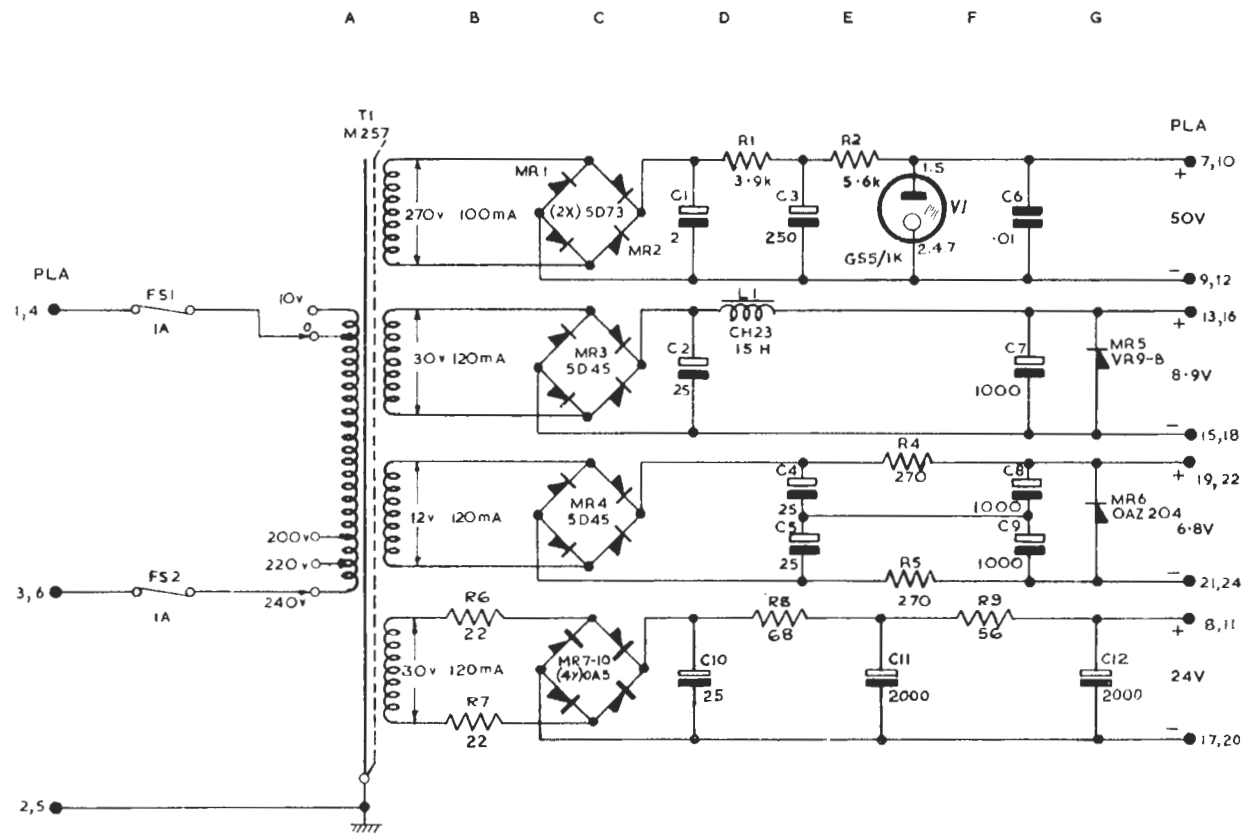 A B C D E F G
T1
M257
PLA
1,4
FS1
1A
10v
0
200v
220v
240v
3,6
FS2
1A
2,5
270v 100mA
MR1
(2X) 5D73
MR2
C1
2
R1
3·9k
C3
250
R2
5·6k
1.5
V1
2.4.7
GS5/1K
C6
·01
PLA
7,10
+
50V
−
9,12
30v 120mA
MR3
5D45
C2
25
L1
CH23
15 H
C7
1000
MR5
VR9-B
13,16
+
8·9V
−
15,18
12v 120mA
MR4
5D45
C4
25
C5
25
R4
270
R5
270
C8
1000
C9
1000
MR6
OAZ 204
+
19,22
6·8V
−
21,24
R6
22
30v 120mA
R7
22
MR7-10
(4Y)OA5
C10
25
R8
68
C11
2000
R9
56
C12
2000
8,11
+
24V
−
17,20